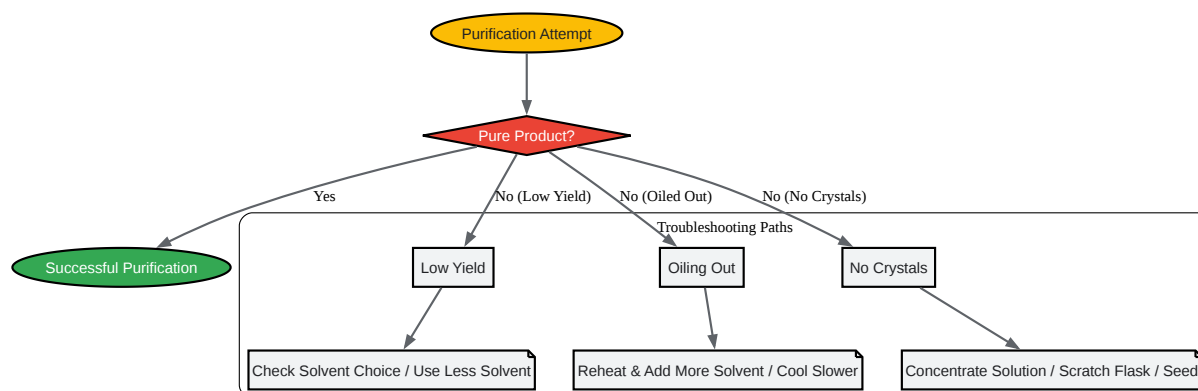 Purification Attempt
Pure Product?
Yes
No (Low Yield)
No (Oiled Out)
No (No Crystals)
Troubleshooting Paths
Successful Purification
Low Yield
Oiling Out
No Crystals
Check Solvent Choice / Use Less Solvent
Reheat & Add More Solvent / Cool Slower
Concentrate Solution / Scratch Flask / Seed